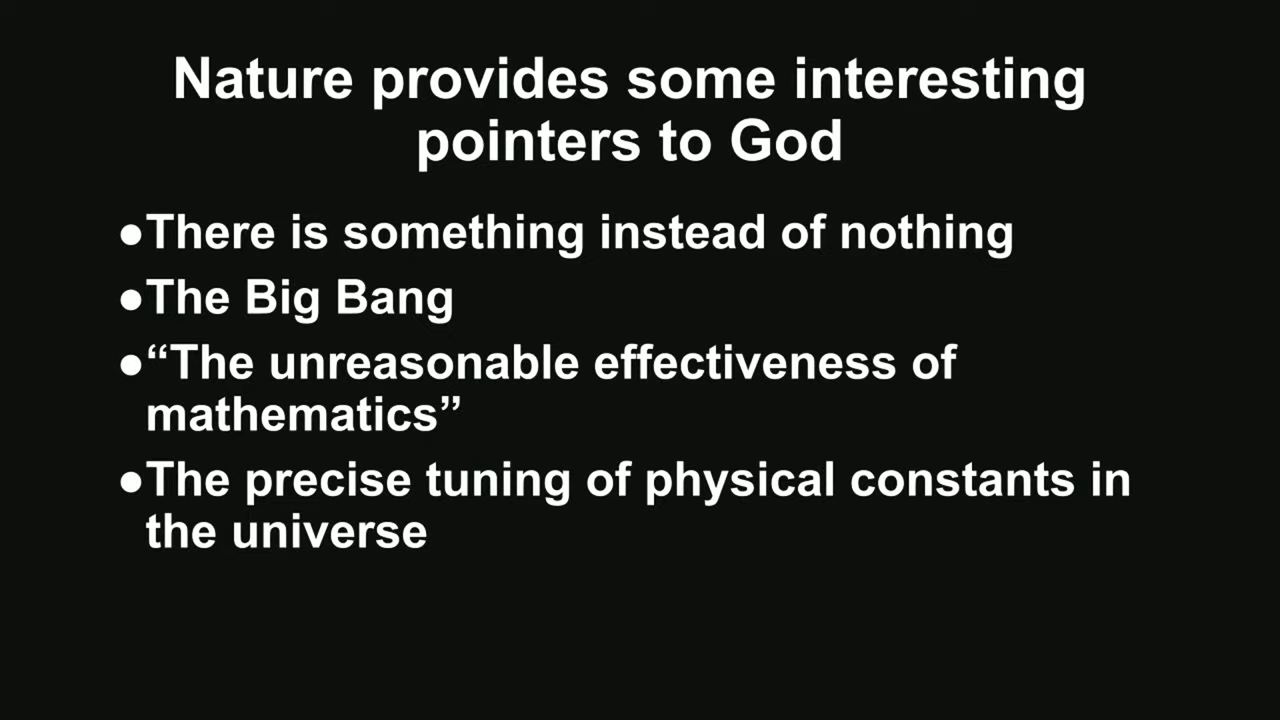 Nature provides some interesting
pointers to God
●There is something instead of nothing
●The Big Bang
●“The unreasonable effectiveness of
mathematics”
●The precise tuning of physical constants in
the universe